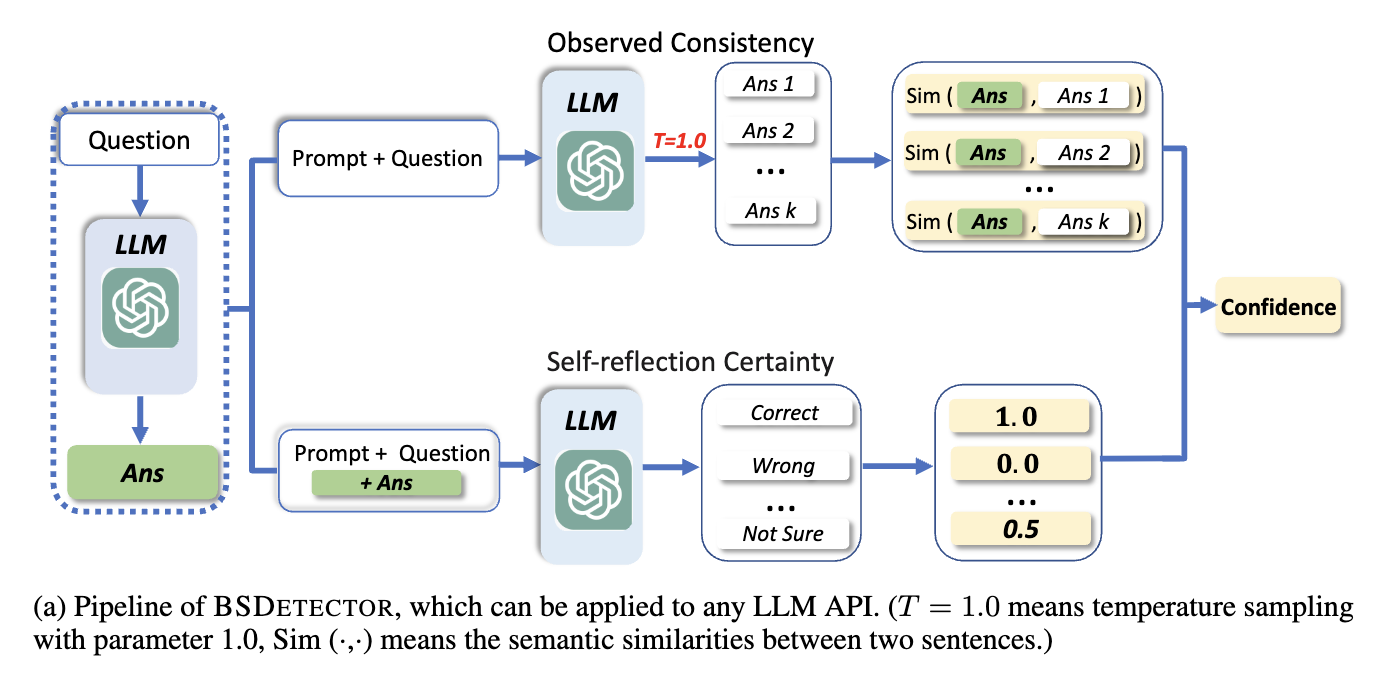 Observed Consistency
Question
LLM
Ans
Prompt + Question
LLM
T=1.0
Ans 1
Ans 2
...
Ans k
Sim ( Ans , Ans 1 )
Sim ( Ans , Ans 2 )
...
Sim ( Ans , Ans k )
Confidence
Self-reflection Certainty
Prompt + Question
+ Ans
LLM
Correct
Wrong
...
Not Sure
1.0
0.0
...
0.5
(a) Pipeline of BSDETECTOR, which can be applied to any LLM API. (T = 1.0 means temperature sampling
with parameter 1.0, Sim (·,·) means the semantic similarities between two sentences.)